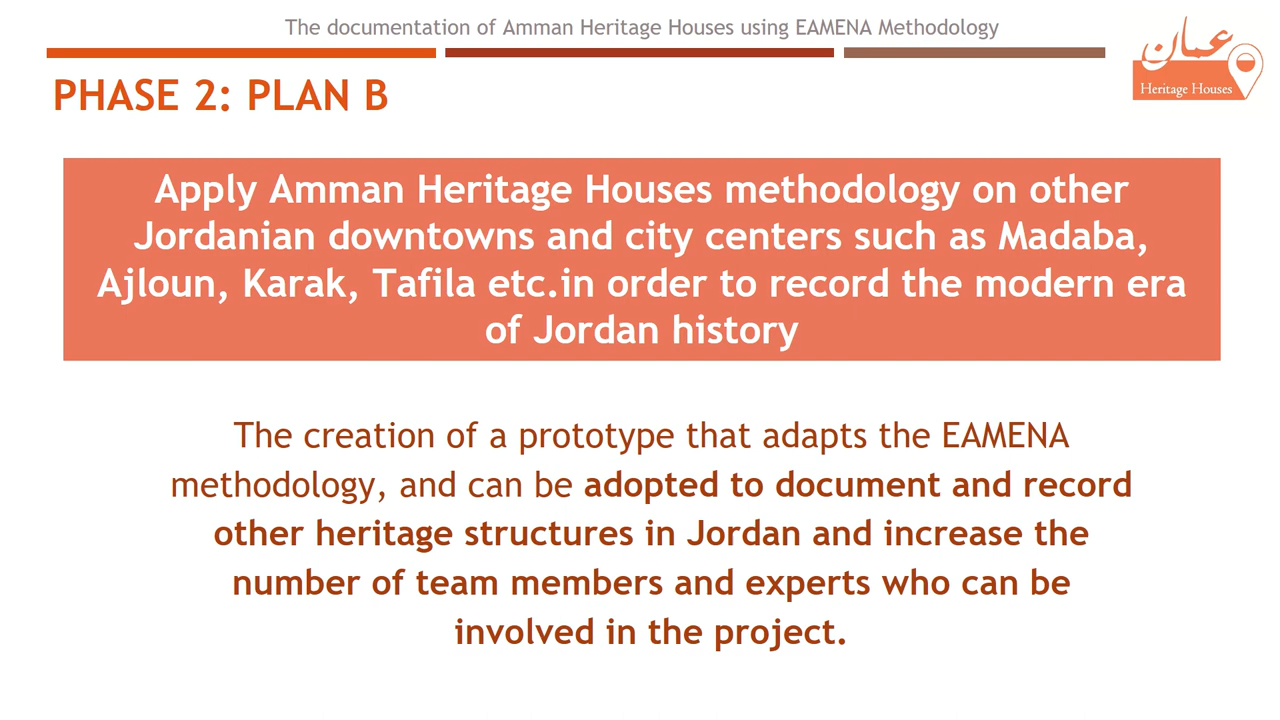 The documentation of Amman Heritage Houses using EAMENA Methodology
عمان
Heritage Houses
PHASE 2: PLAN B
Apply Amman Heritage Houses methodology on other
Jordanian downtowns and city centers such as Madaba,
Ajloun, Karak, Tafila etc.in order to record the modern era
of Jordan history
The creation of a prototype that adapts the EAMENA
methodology, and can be adopted to document and record
other heritage structures in Jordan and increase the
number of team members and experts who can be
involved in the project.